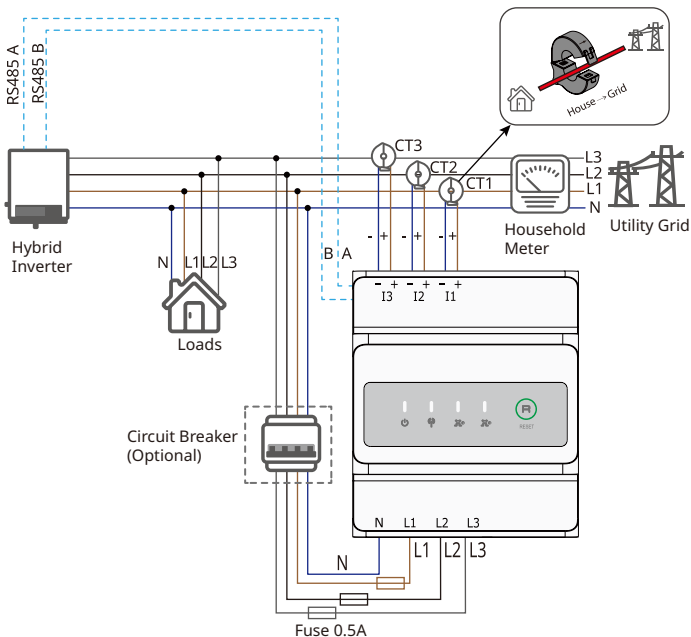 RS485 A
RS485 B
House→Grid
CT3
CT2
CT1
L3
L2
L1
N
Hybrid
Inverter
Household
Meter
Utility Grid
N L1 L2 L3
Loads
- + - + - +
B A
- + - + - +
I3 I2 I1
Circuit Breaker
(Optional)
R
RESET
N L1 L2 L3
N L1 L2 L3
Fuse 0.5A